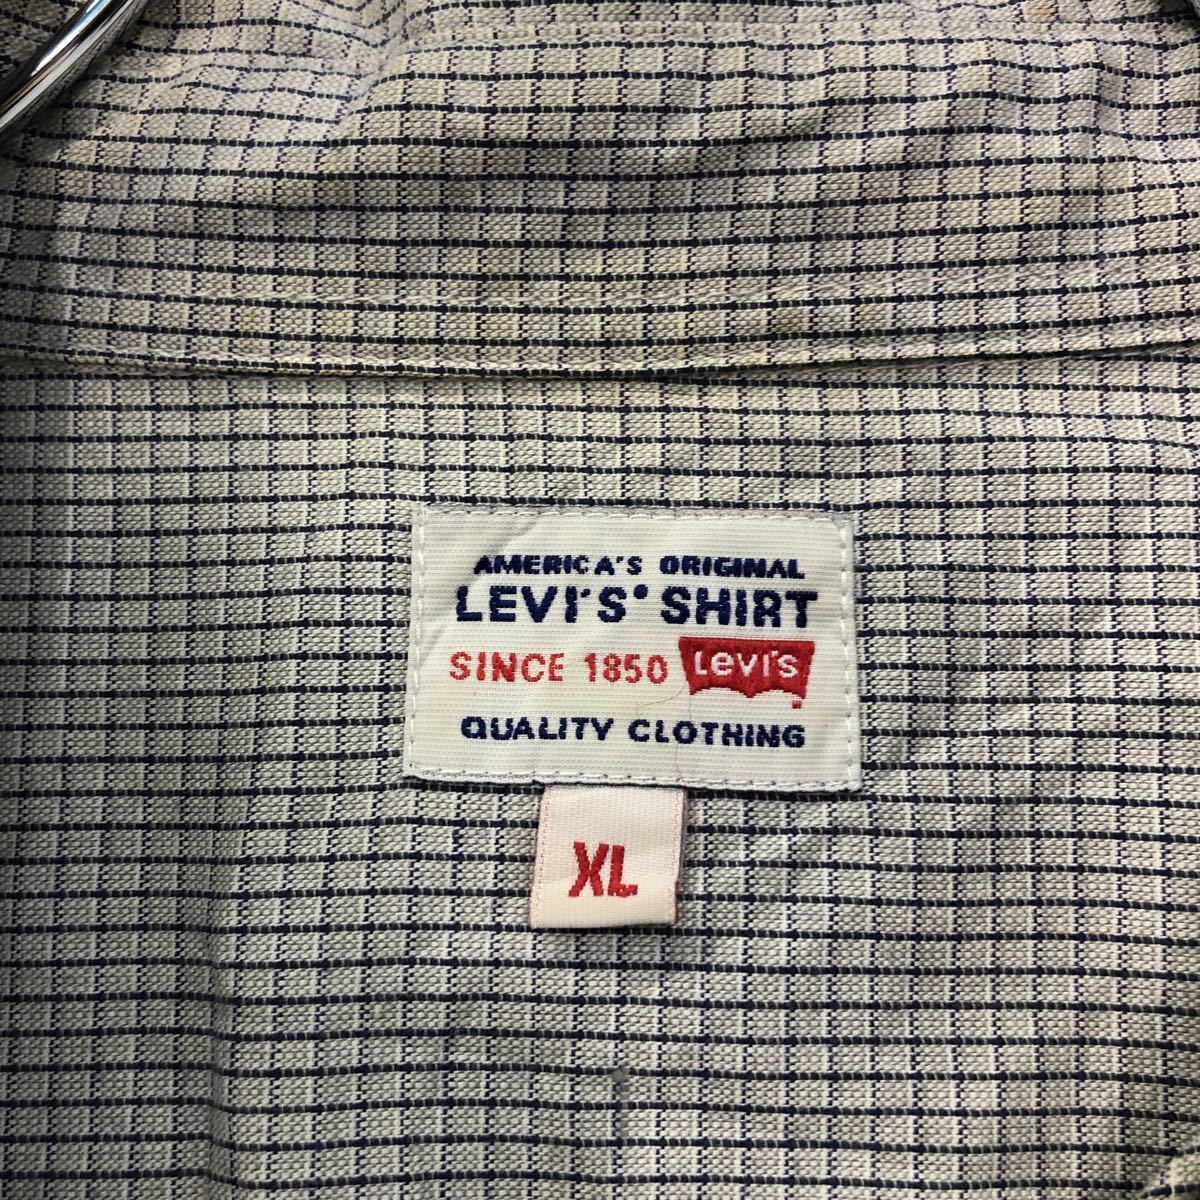 AMERICA'S ORIGINAL
LEVI'S® SHIRT
SINCE 1850 Levi's
QUALITY CLOTHING
XL